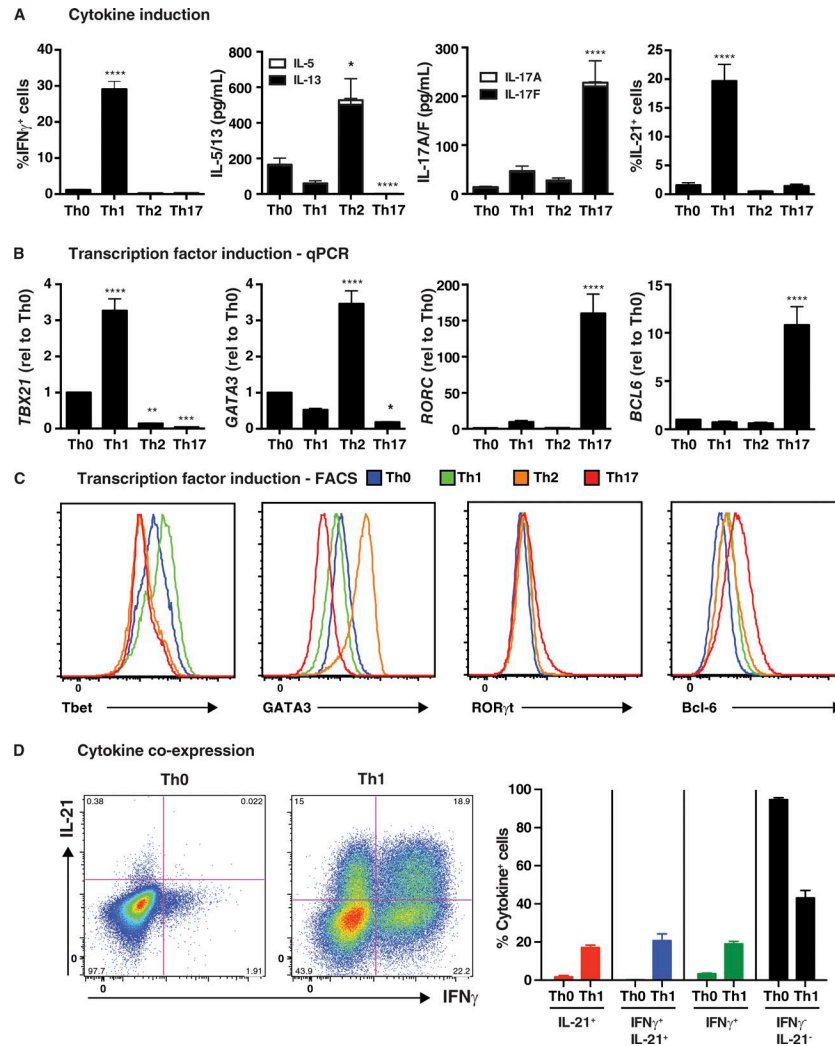 A Cytokine induction
%IFNγ⁺ cells
40
30
20
10
0
Th0 Th1 Th2 Th17
****
IL-5/13 (pg/mL)
800
600
400
200
0
IL-5
IL-13
*
****
Th0 Th1 Th2 Th17
IL-17A/F (pg/mL)
300
200
100
0
IL-17A
IL-17F
****
Th0 Th1 Th2 Th17
%IL-21⁺ cells
25
20
15
10
5
0
****
Th0 Th1 Th2 Th17
B Transcription factor induction - qPCR
TBX21 (rel to Th0)
4
3
2
1
0
****
**
***
Th0 Th1 Th2 Th17
GATA3 (rel to Th0)
4
3
2
1
0
****
*
Th0 Th1 Th2 Th17
RORC (rel to Th0)
200
150
100
50
0
****
Th0 Th1 Th2 Th17
BCL6 (rel to Th0)
15
10
5
0
****
Th0 Th1 Th2 Th17
C Transcription factor induction - FACS Th0 Th1 Th2 Th17
0 0 0 0
Tbet GATA3 RORγt Bcl-6
D Cytokine co-expression
Th0 Th1
IL-21
0.38 0.022
97.7 1.91
0
0
15 18.9
43.9 22.2
0
0
IFNγ
% Cytokine⁺ cells
100
80
60
40
20
0
Th0 Th1 Th0 Th1 Th0 Th1 Th0 Th1
IL-21⁺ IFNγ⁺ IFNγ⁺ IFNγ⁻
IL-21⁺ IL-21⁻